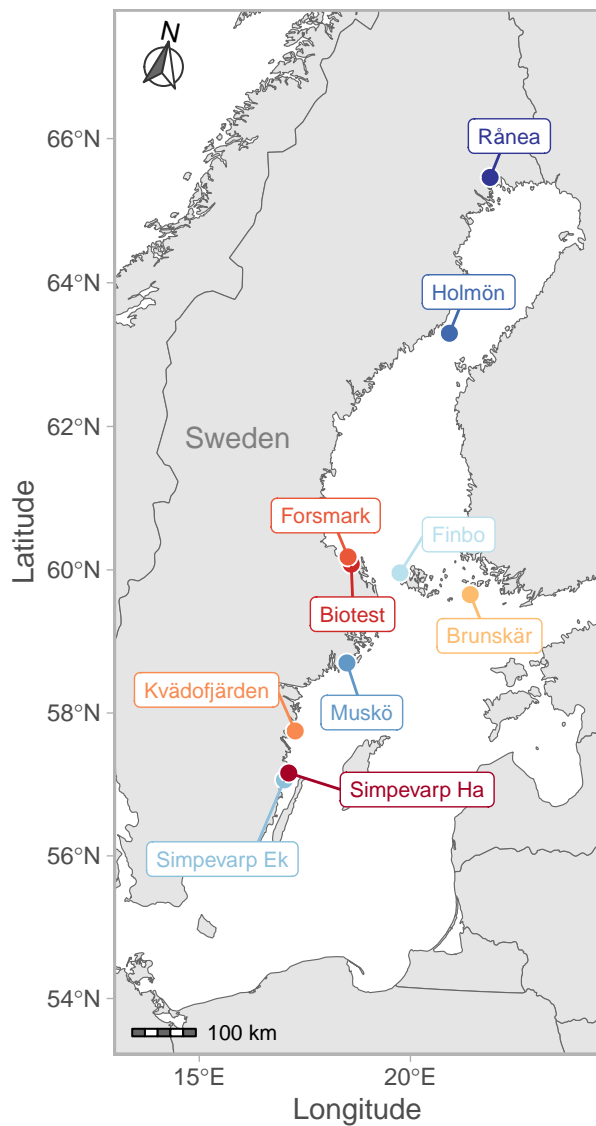 N
66°N
Rånea
64°N
Holmön
62°N
Sweden
Forsmark
Finbo
60°N
Biotest
Brunskär
Kvädofjärden
Muskö
58°N
Simpevarp Ha
56°N
Simpevarp Ek
54°N
100 km
15°E
20°E
Longitude
Latitude